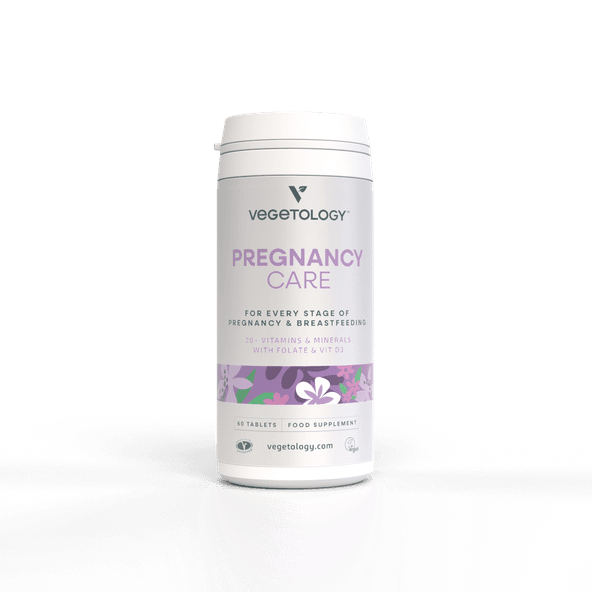 VEGETOLOGY™
PREGNANCY
CARE
FOR EVERY STAGE OF
PREGNANCY & BREASTFEEDING
20+ VITAMINS & MINERALS
WITH FOLATE & VIT D3
60 TABLETS | FOOD SUPPLEMENT
vegetology.com